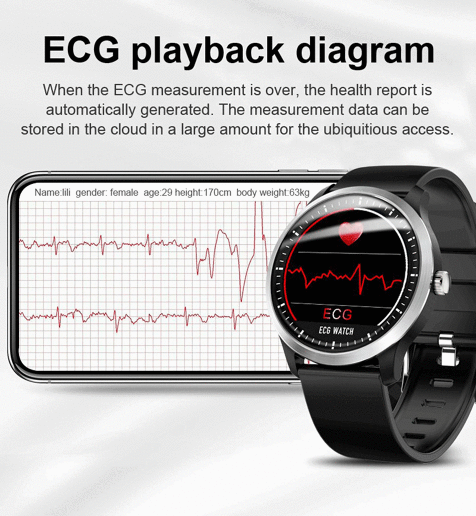 ECG playback diagram
When the ECG measurement is over, the health report is
automatically generated. The measurement data can be
stored in the cloud in a large amount for the ubiquitious access.
Name:lili gender: female age:29 height:170cm body weight:63kg
ECG
ECG WATCH